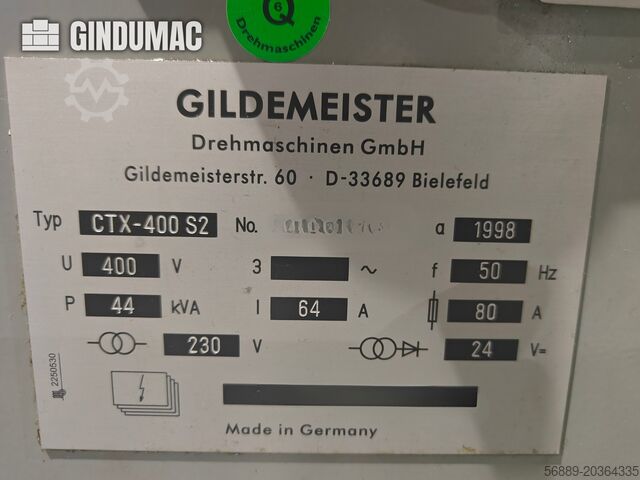 GINDUMAC
6
Q
Drehmaschinen
GILDEMEISTER
Drehmaschinen GmbH
Gildemeisterstr. 60 · D-33689 Bielefeld
Typ CTX-400 S2 No. a 1998
U 400 V 3 ~ f 50 Hz
P 44 kVA I 64 A 80 A
230 V 24 V=
2250530
Made in Germany
56889-20364335